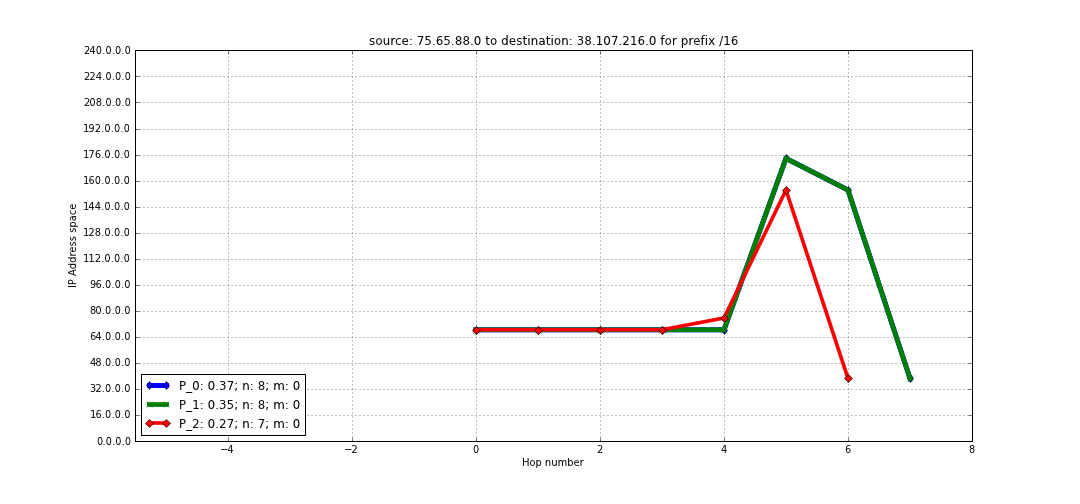 source: 75.65.88.0 to destination: 38.107.216.0 for prefix /16
240.0.0.0
224.0.0.0
208.0.0.0
192.0.0.0
176.0.0.0
160.0.0.0
144.0.0.0
128.0.0.0
112.0.0.0
96.0.0.0
80.0.0.0
64.0.0.0
48.0.0.0
32.0.0.0
16.0.0.0
0.0.0.0
IP Address space
P_0: 0.37; n: 8; m: 0
P_1: 0.35; n: 8; m: 0
P_2: 0.27; n: 7; m: 0
−4 −2 0 2 4 6 8
Hop number